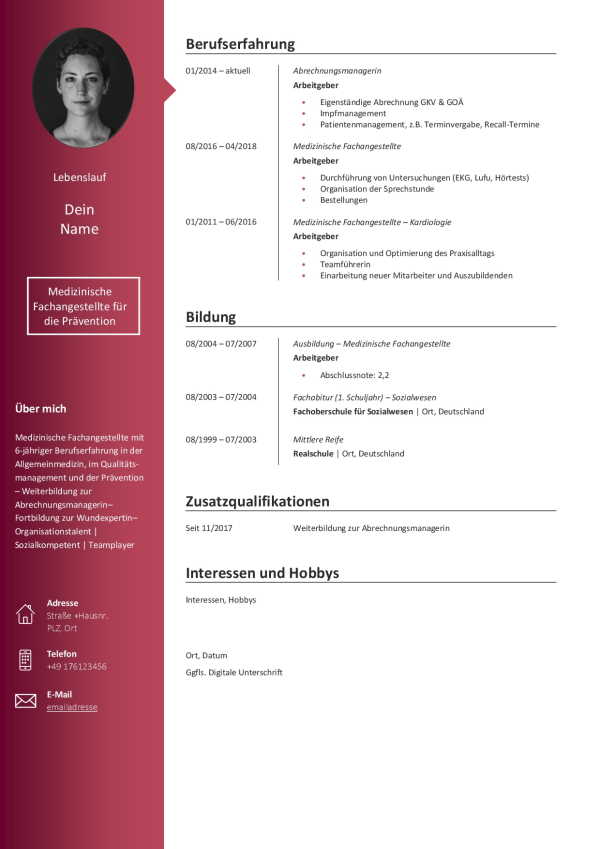 Lebenslauf
Dein
Name
Medizinische
Fachangestellte für
die Prävention
Über mich
Medizinische Fachangestellte mit
6-jähriger Berufserfahrung in der
Allgemeinmedizin, im Qualitäts-
management und der Prävention
– Weiterbildung zur
Abrechnungsmanagerin–
Fortbildung zur Wundexpertin–
Organisationstalent |
Sozialkompetent | Teamplayer
Adresse
Straße +Hausnr.
PLZ, Ort
Telefon
+49 176123456
E-Mail
emailadresse
Berufserfahrung
01/2014 – aktuell Abrechnungsmanagerin
Arbeitgeber
• Eigenständige Abrechnung GKV & GOÄ
• Impfmanagement
• Patientenmanagement, z.B. Terminvergabe, Recall-Termine
08/2016 – 04/2018 Medizinische Fachangestellte
Arbeitgeber
• Durchführung von Untersuchungen (EKG, Lufu, Hörtests)
• Organisation der Sprechstunde
• Bestellungen
01/2011 – 06/2016 Medizinische Fachangestellte – Kardiologie
Arbeitgeber
• Organisation und Optimierung des Praxisalltags
• Teamführerin
• Einarbeitung neuer Mitarbeiter und Auszubildenden
Bildung
08/2004 – 07/2007 Ausbildung – Medizinische Fachangestellte
Arbeitgeber
• Abschlussnote: 2,2
08/2003 – 07/2004 Fachabitur (1. Schuljahr) – Sozialwesen
Fachoberschule für Sozialwesen | Ort, Deutschland
08/1999 – 07/2003 Mittlere Reife
Realschule | Ort, Deutschland
Zusatzqualifikationen
Seit 11/2017 Weiterbildung zur Abrechnungsmanagerin
Interessen und Hobbys
Interessen, Hobbys
Ort, Datum
Ggfls. Digitale Unterschrift